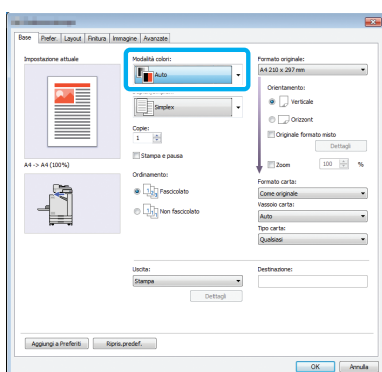 Base Prefer. Layout Finitura Immagine Avanzate
Impostazione attuale
A4 -> A4 (100%)
Modalità colori:
Auto
Simplex
Copie:
1
Stampa e pausa
Ordinamento:
Fascicolato
Non fascicolato
Uscita:
Stampa
Dettagli
Formato originale:
A4 210 x 297 mm
Orientamento:
Verticale
Orizzont
Originale formato misto
Dettagli
Zoom 100 %
Formato carta:
Come originale
Vassoio carta:
Auto
Tipo carta:
Qualsiasi
Destinazione:
Aggiungi a Preferiti Ripris.predef.
OK Annulla